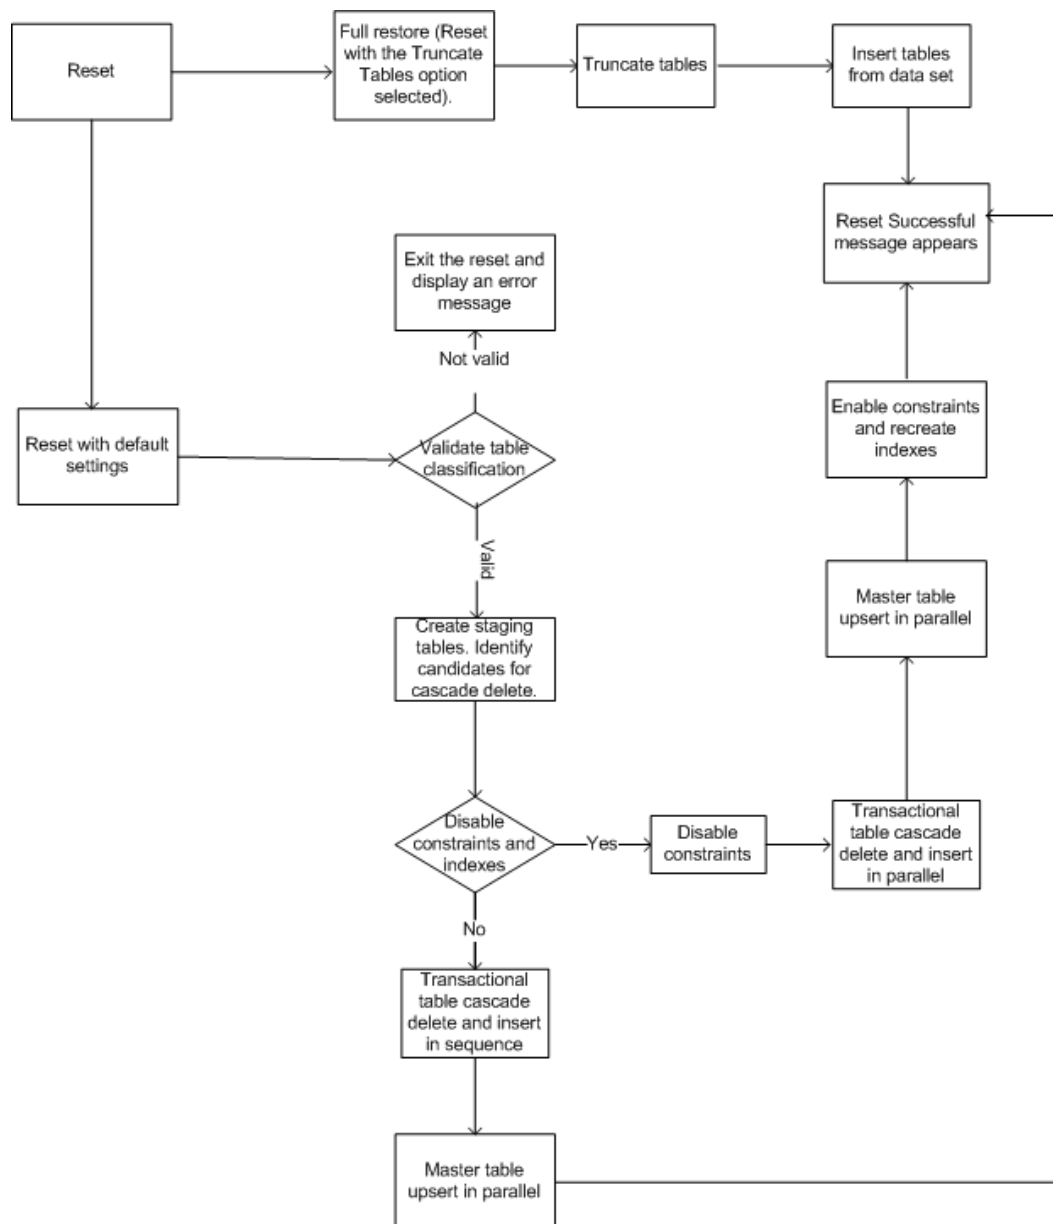 Reset
Full restore (Reset
with the Truncate
Tables option
selected).
Truncate tables
Insert tables
from data set
Reset Successful
message appears
Exit the reset and
display an error
message
Not valid
Enable constraints
and recreate
indexes
Reset with default
settings
Validate table
classification
Valid
Master table
upsert in parallel
Create staging
tables. Identify
candidates for
cascade delete.
Disable
constraints and
indexes
Yes
Disable
constraints
Transactional
table cascade
delete and insert
in parallel
No
Transactional
table cascade
delete and insert
in sequence
Master table
upsert in parallel